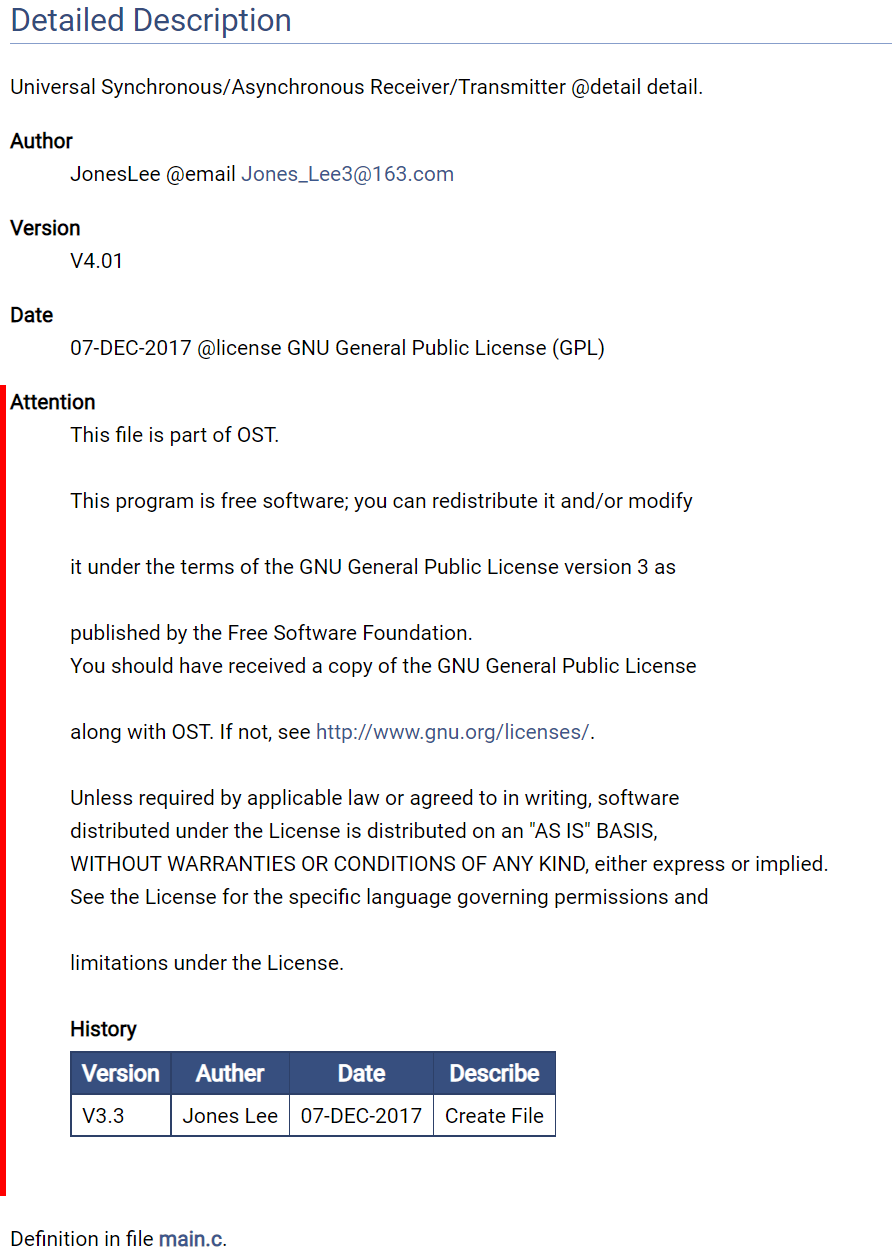 Detailed Description
Universal Synchronous/Asynchronous Receiver/Transmitter @detail detail.
Author
JonesLee @email Jones_Lee3@163.com
Version
V4.01
Date
07-DEC-2017 @license GNU General Public License (GPL)
Attention
This file is part of OST.
This program is free software; you can redistribute it and/or modify
it under the terms of the GNU General Public License version 3 as
published by the Free Software Foundation.
You should have received a copy of the GNU General Public License
along with OST. If not, see http://www.gnu.org/licenses/.
Unless required by applicable law or agreed to in writing, software
distributed under the License is distributed on an "AS IS" BASIS,
WITHOUT WARRANTIES OR CONDITIONS OF ANY KIND, either express or implied.
See the License for the specific language governing permissions and
limitations under the License.
History
Version Auther Date Describe
V3.3 Jones Lee 07-DEC-2017 Create File
Definition in file main.c.